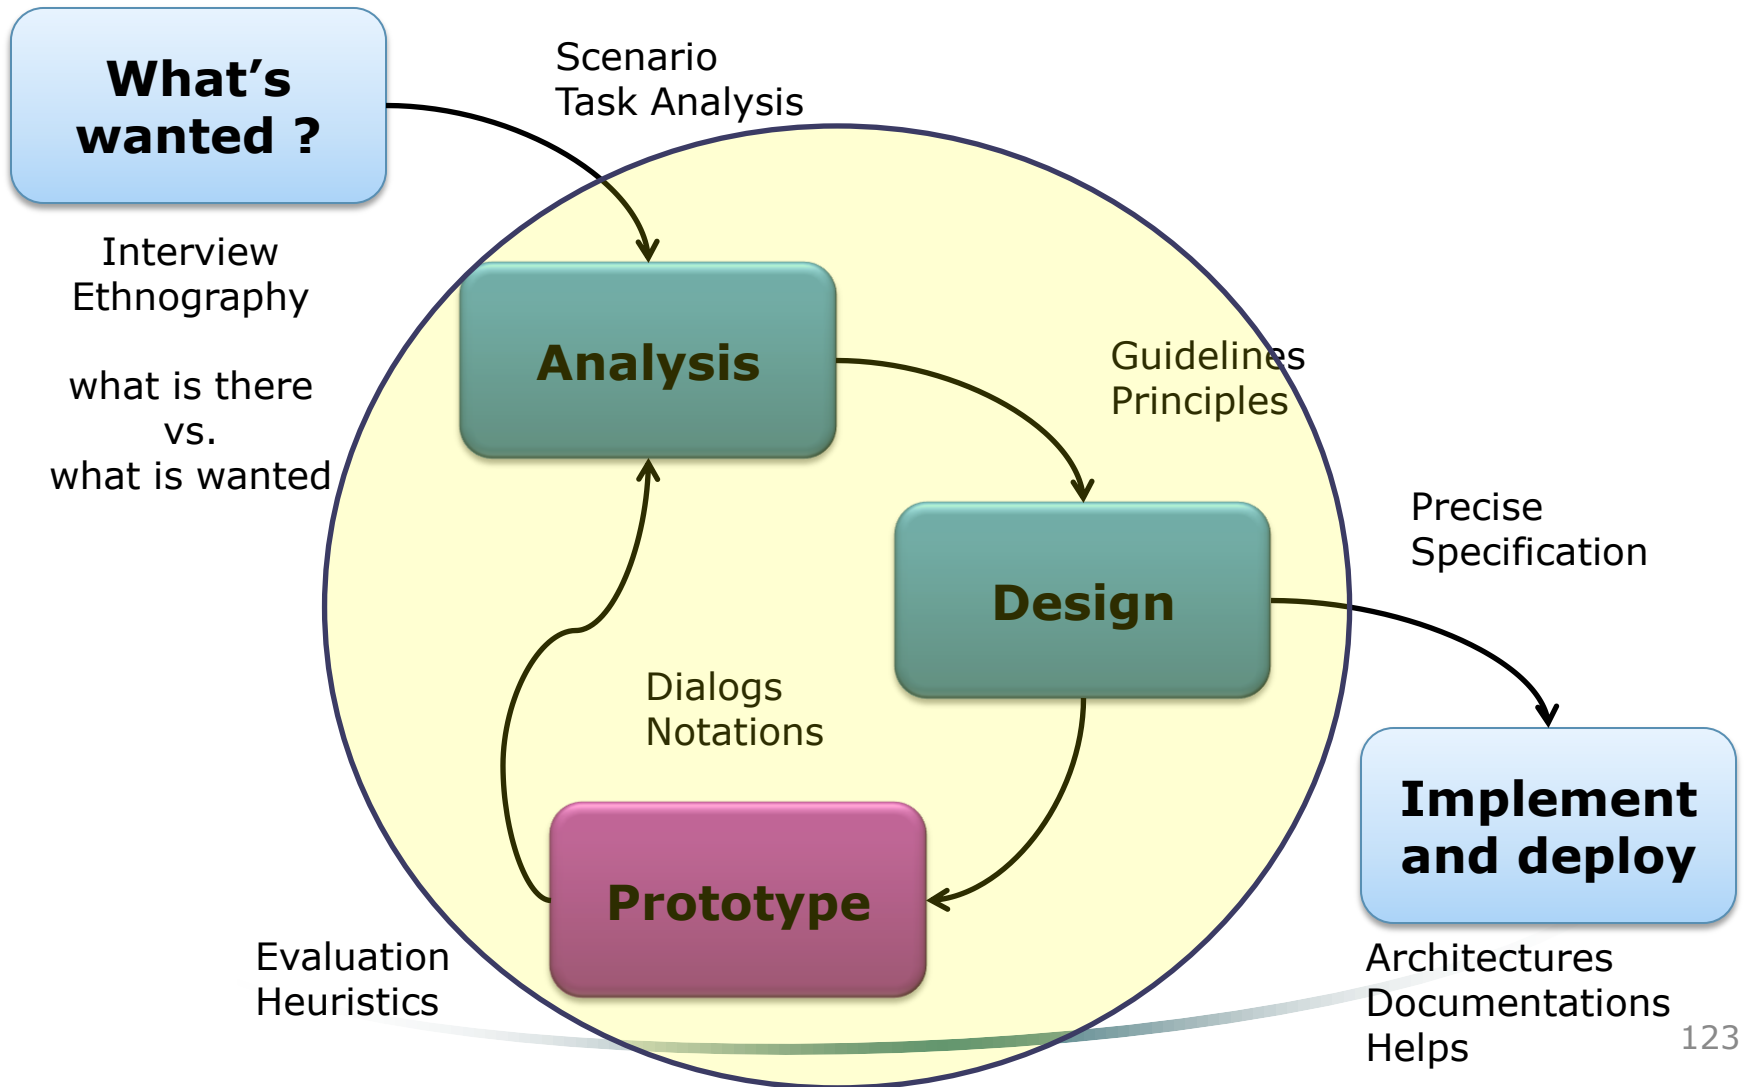 What's
wanted ?
Scenario
Task Analysis
Interview
Ethnography
what is there
vs.
what is wanted
Analysis
Guidelines
Principles
Design
Precise
Specification
Dialogs
Notations
Prototype
Implement
and deploy
Evaluation
Heuristics
Architectures
Documentations
Helps
123